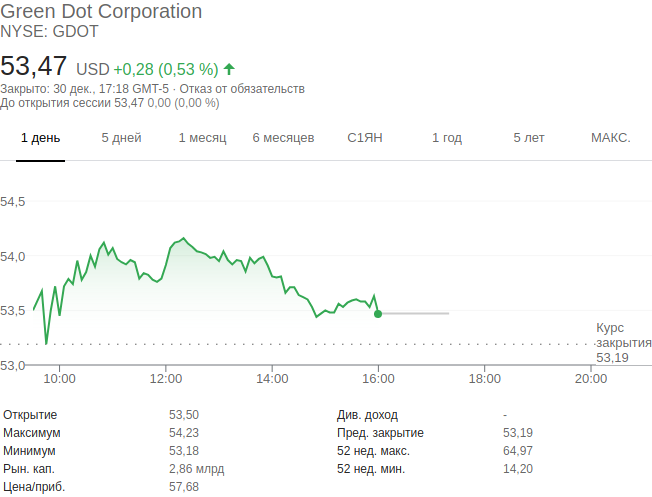 Green Dot Corporation
NYSE: GDOT
53,47 USD +0,28 (0,53 %)
Закрыто: 30 дек., 17:18 GMT-5 · Отказ от обязательств
До открытия сессии 53,47 0,00 (0,00 %)
1 день 5 дней 1 месяц 6 месяцев С1ЯН 1 год 5 лет МАКС.
54,5
54,0
53,5
Курс
закрытия
53,19
53,0
10:00 12:00 14:00 16:00 18:00 20:00
Открытие 53,50 Див. доход -
Максимум 54,23 Пред. закрытие 53,19
Минимум 53,18 52 нед. макс. 64,97
Рын. кап. 2,86 млрд 52 нед. мин. 14,20
Цена/приб. 57,68